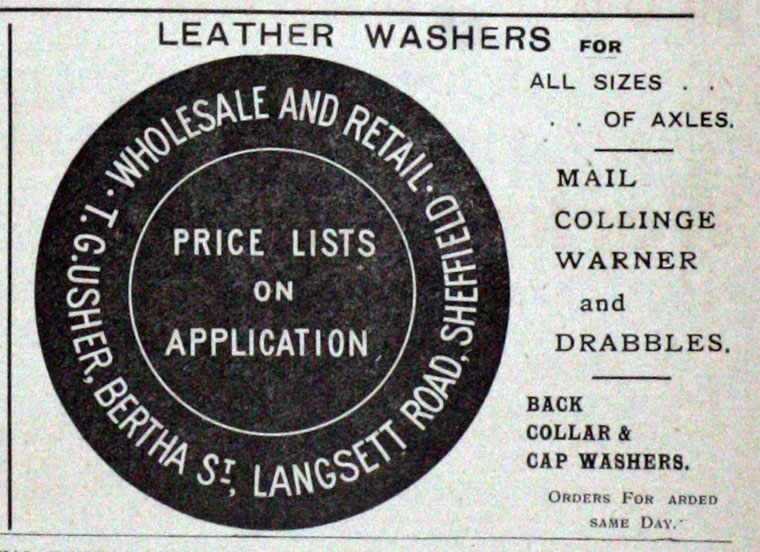 LEATHER WASHERS FOR
ALL SIZES . .
. . OF AXLES.
· WHOLESALE AND RETAIL ·
T. G. USHER, BERTHA ST, LANGSETT ROAD, SHEFFIELD
PRICE LISTS
ON
APPLICATION
MAIL
COLLINGE
WARNER
and
DRABBLES.
BACK
COLLAR &
CAP WASHERS.
ORDERS FOR ARDED
SAME DAY.